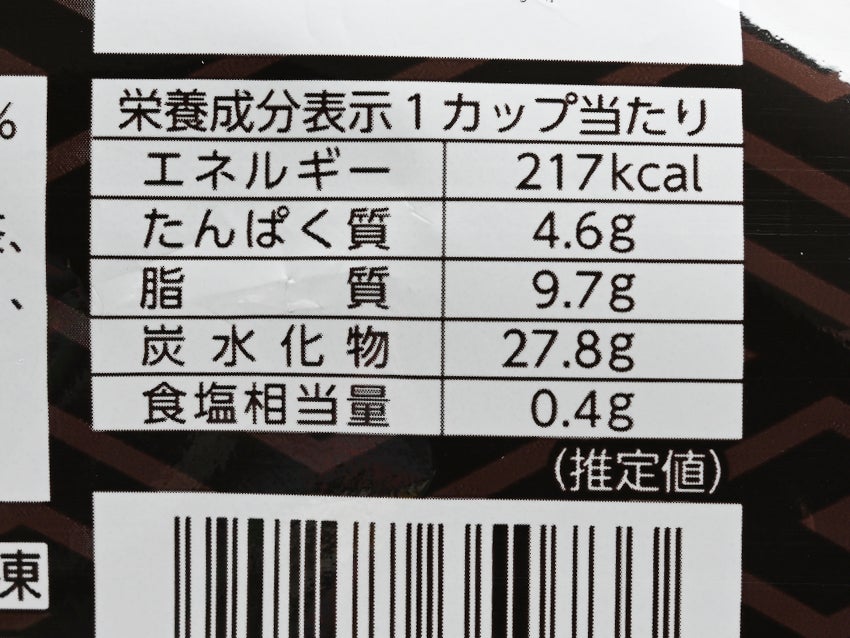 栄養成分表示1カップ当たり
エネルギー 217kcal
たんぱく質 4.6g
脂質 9.7g
炭水化物 27.8g
食塩相当量 0.4g
(推定値)
%
、
、
凍